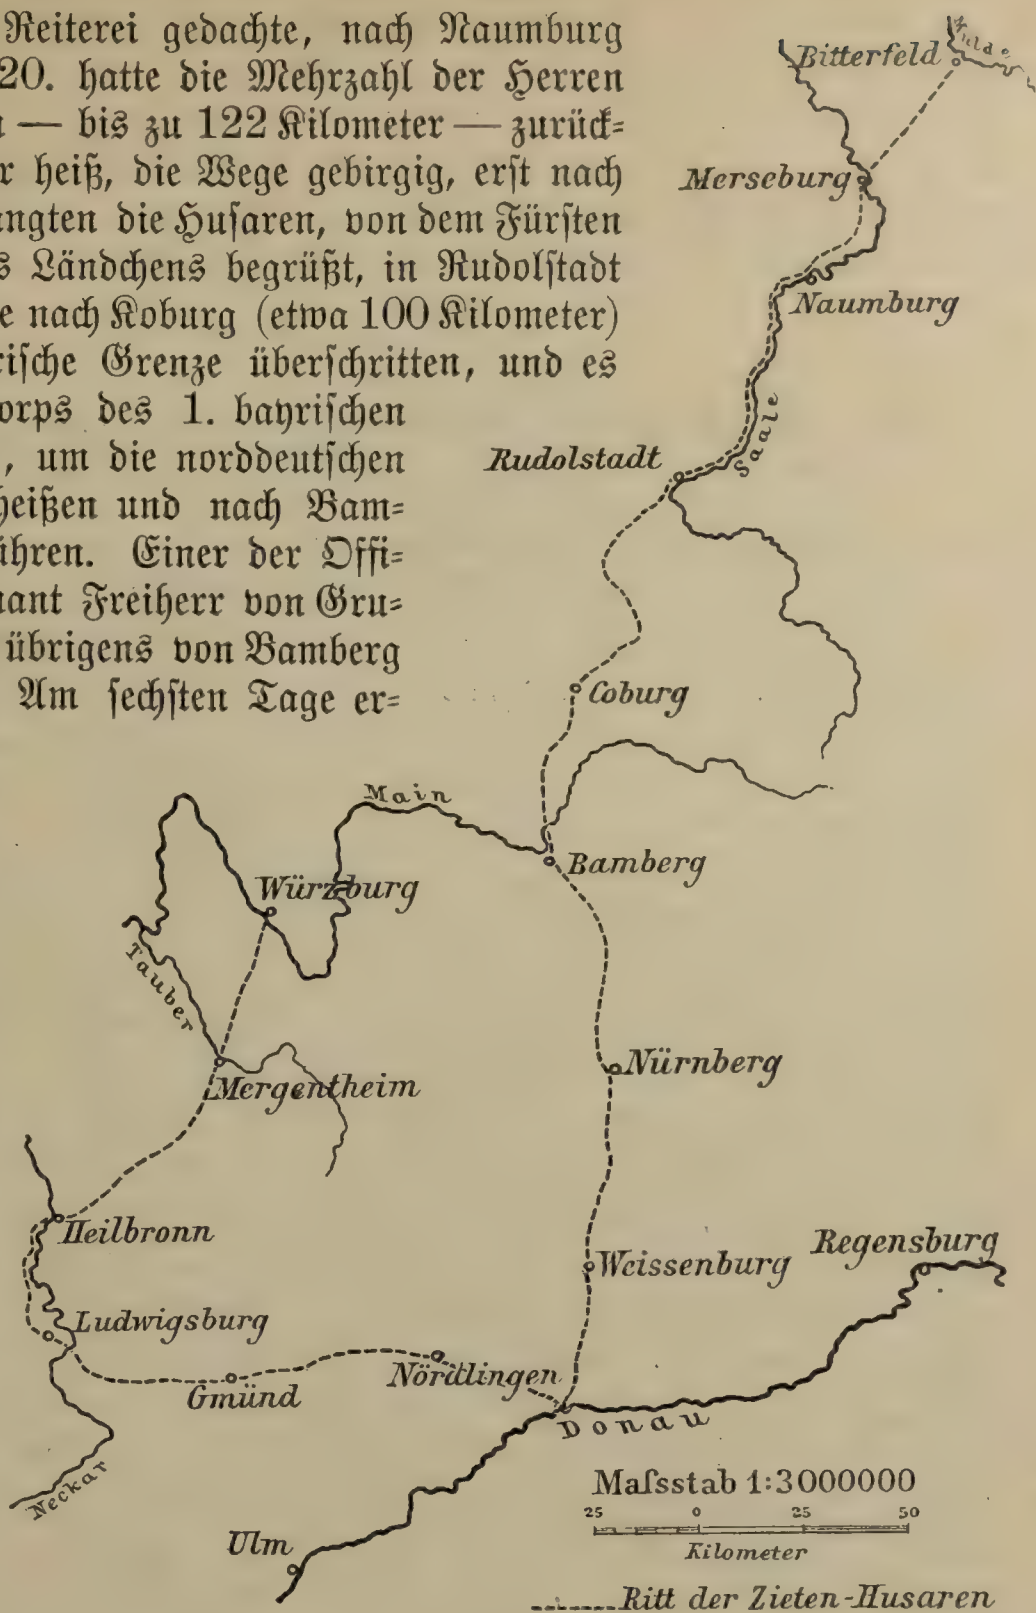 Reiterei gedachte, nach Naumburg
20. hatte die Mehrzahl der Herren
— bis zu 122 Kilometer — zurück=
heiß, die Wege gebirgig, erst nach
ngten die Husaren, von dem Fürsten
s Ländchens begrüßt, in Rudolstadt
e nach Koburg (etwa 100 Kilometer)
rische Grenze überschritten, und es
orps des 1. bayrischen
, um die norddeutschen
heißen und nach Bam=
ühren. Einer der Offi=
nant Freiherr von Gru=
übrigens von Bamberg
Am sechsten Tage er=
Mulde
Bitterfeld
Merseburg
Naumburg
Saale
Rudolstadt
Coburg
Main
Bamberg
Würzburg
Tauber
Nürnberg
Mergentheim
Heilbronn
Weissenburg
Regensburg
Ludwigsburg
Nördlingen
Gmünd
Donau
Neckar
Maſsstab 1:3000000
25 0 25 50
Kilometer
Ulm
Ritt der Zieten-Husaren